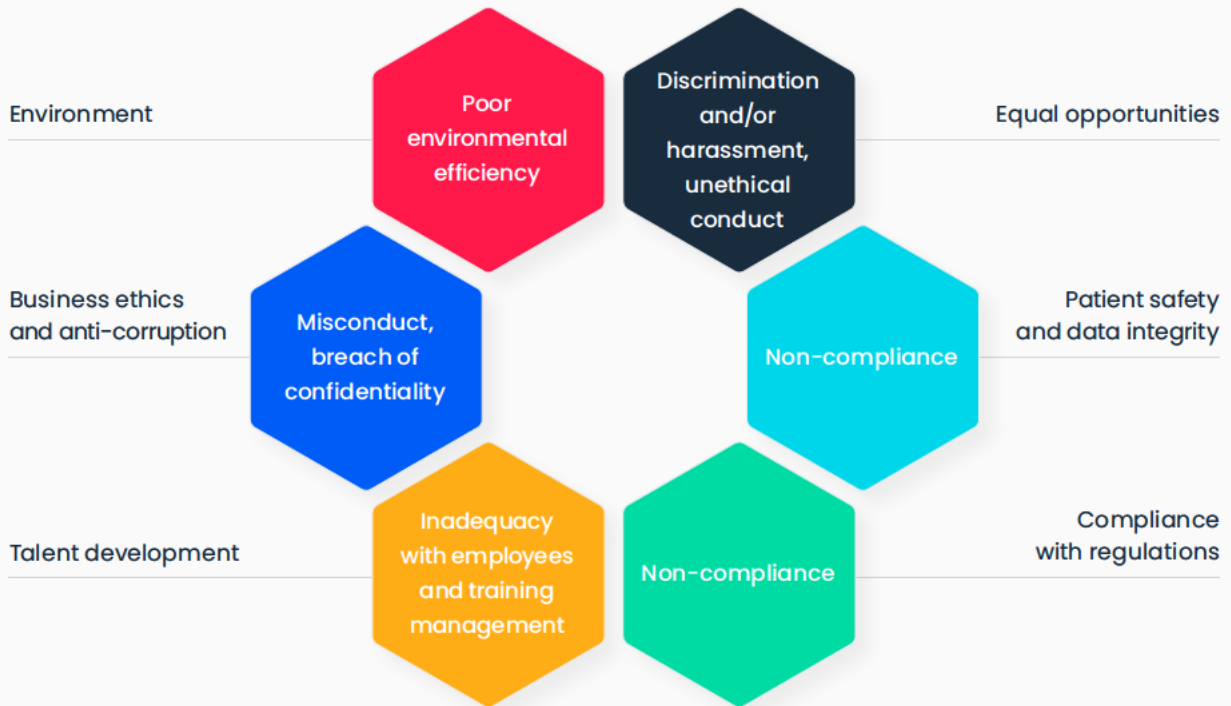 Environment
Poor
environmental
efficiency
Discrimination
and/or
harassment,
unethical
conduct
Equal opportunities
Business ethics
and anti-corruption
Misconduct,
breach of
confidentiality
Non-compliance
Patient safety
and data integrity
Talent development
Inadequacy
with employees
and training
management
Non-compliance
Compliance
with regulations